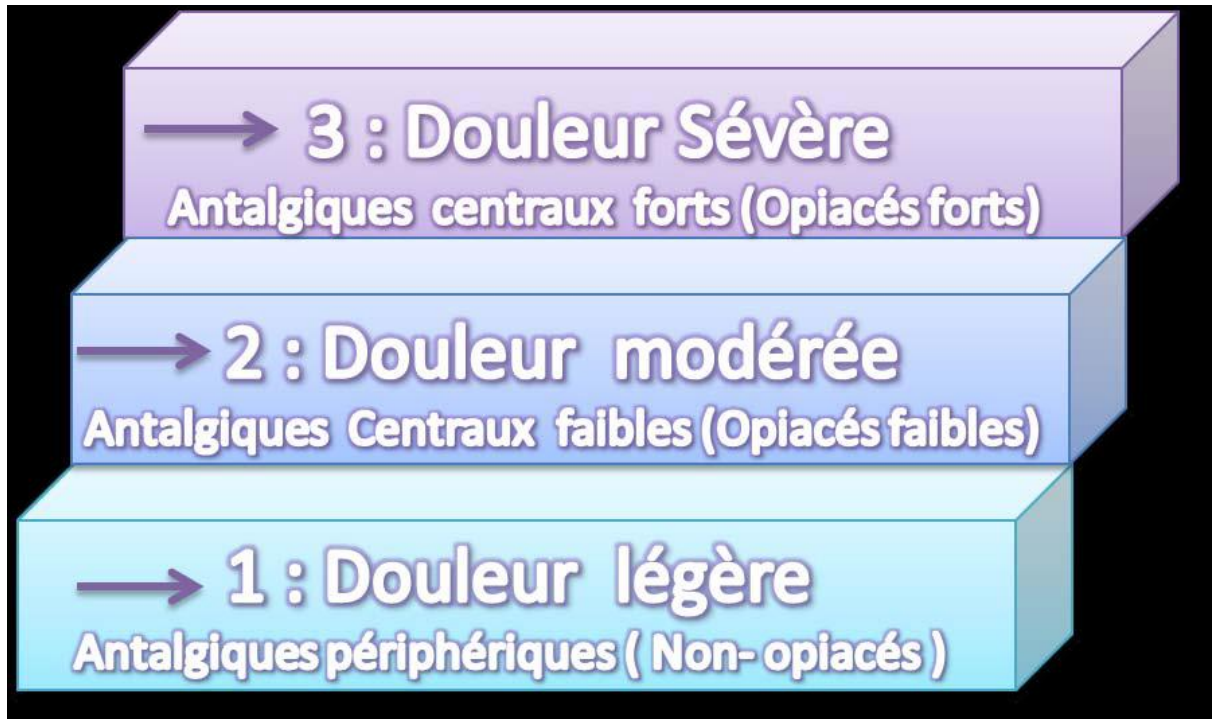 3 : Douleur Sévère
Antalgiques centraux forts (Opiacés forts)
2 : Douleur modérée
Antalgiques Centraux faibles (Opiacés faibles)
1 : Douleur légère
Antalgiques périphériques ( Non- opiacés )